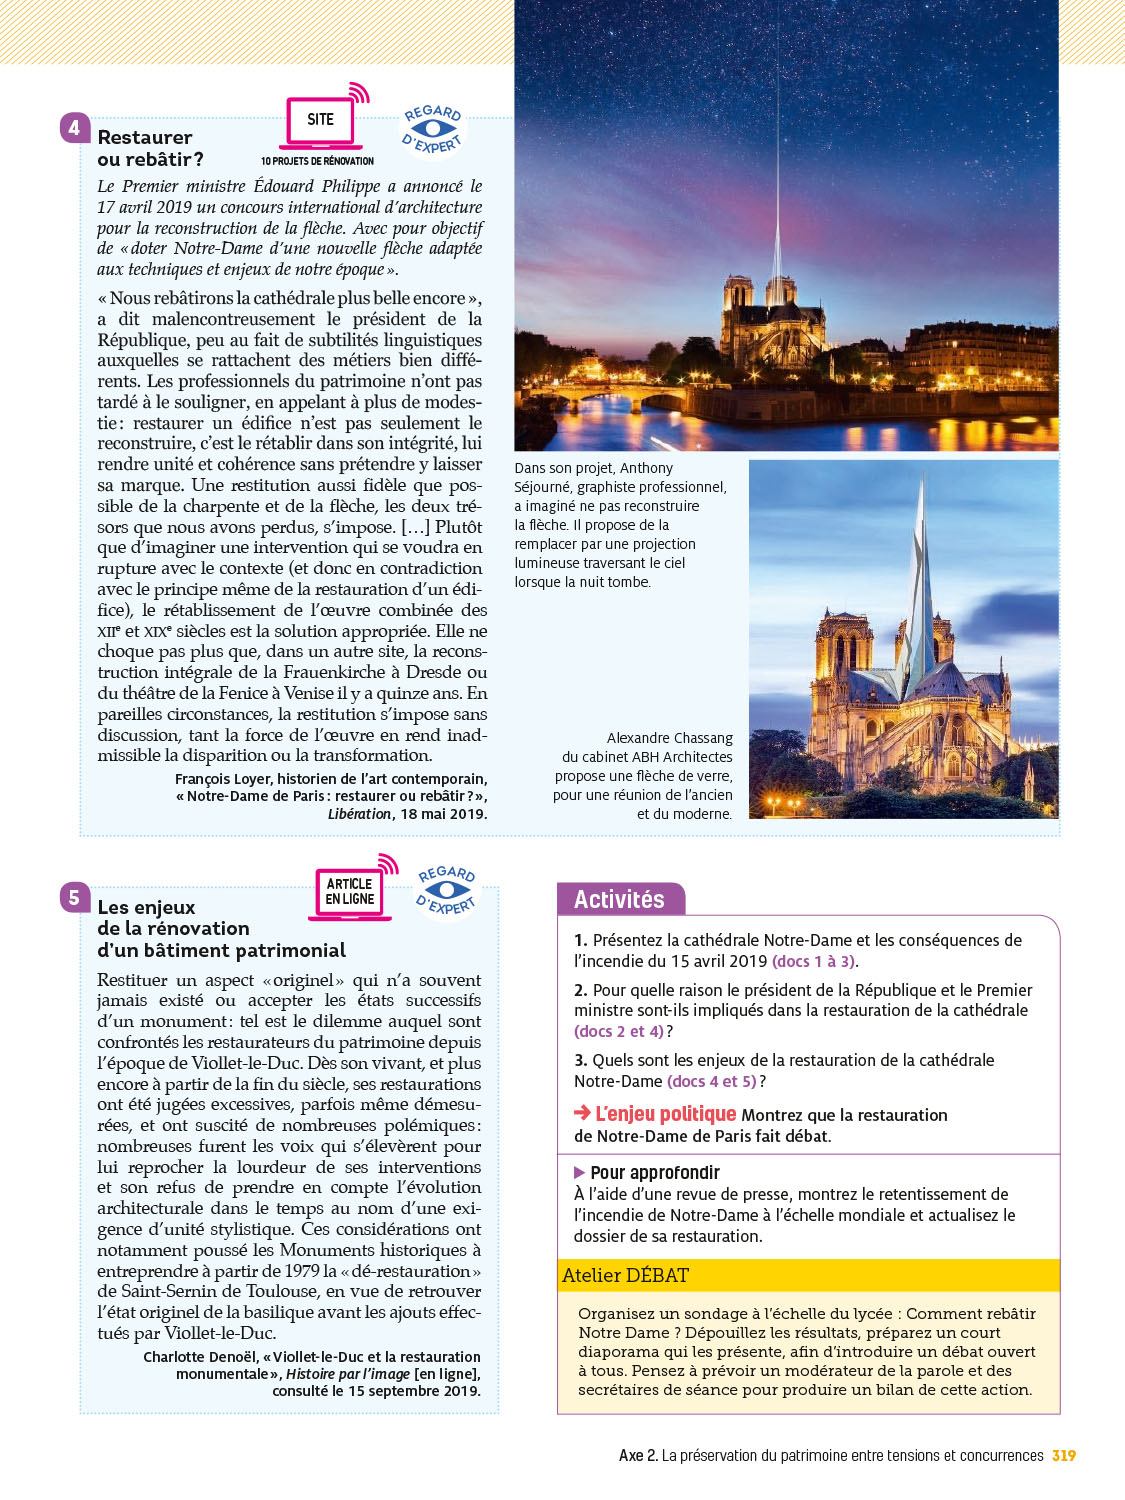 4
Restaurer
ou rebâtir ?
SITE
10 PROJETS DE RÉNOVATION
REGARD
D'EXPERT
Le Premier ministre Édouard Philippe a annoncé le
17 avril 2019 un concours international d'architecture
pour la reconstruction de la flèche. Avec pour objectif
de « doter Notre-Dame d'une nouvelle flèche adaptée
aux techniques et enjeux de notre époque ».
« Nous rebâtirons la cathédrale plus belle encore »,
a dit malencontreusement le président de la
République, peu au fait de subtilités linguistiques
auxquelles se rattachent des métiers bien diffé-
rents. Les professionnels du patrimoine n'ont pas
tardé à le souligner, en appelant à plus de modes-
tie : restaurer un édifice n'est pas seulement le
reconstruire, c'est le rétablir dans son intégrité, lui
rendre unité et cohérence sans prétendre y laisser
sa marque. Une restitution aussi fidèle que pos-
sible de la charpente et de la flèche, les deux tré-
sors que nous avons perdus, s'impose. [...] Plutôt
que d'imaginer une intervention qui se voudra en
rupture avec le contexte (et donc en contradiction
avec le principe même de la restauration d'un édi-
fice), le rétablissement de l'œuvre combinée des
XIIe et XIXe siècles est la solution appropriée. Elle ne
choque pas plus que, dans un autre site, la recons-
truction intégrale de la Frauenkirche à Dresde ou
du théâtre de la Fenice à Venise il y a quinze ans. En
pareilles circonstances, la restitution s'impose sans
discussion, tant la force de l'œuvre en rend inad-
missible la disparition ou la transformation.
François Loyer, historien de l'art contemporain,
« Notre-Dame de Paris : restaurer ou rebâtir ? »,
Libération, 18 mai 2019.
Dans son projet, Anthony
Séjourné, graphiste professionnel,
a imaginé ne pas reconstruire
la flèche. Il propose de la
remplacer par une projection
lumineuse traversant le ciel
lorsque la nuit tombe.
Alexandre Chassang
du cabinet ABH Architectes
propose une flèche de verre,
pour une réunion de l'ancien
et du moderne.
5
Les enjeux
de la rénovation
d'un bâtiment patrimonial
ARTICLE
EN LIGNE
REGARD
D'EXPERT
Restituer un aspect « originel » qui n'a souvent
jamais existé ou accepter les états successifs
d'un monument : tel est le dilemme auquel sont
confrontés les restaurateurs du patrimoine depuis
l'époque de Viollet-le-Duc. Dès son vivant, et plus
encore à partir de la fin du siècle, ses restaurations
ont été jugées excessives, parfois même démesu-
rées, et ont suscité de nombreuses polémiques :
nombreuses furent les voix qui s'élevèrent pour
lui reprocher la lourdeur de ses interventions
et son refus de prendre en compte l'évolution
architecturale dans le temps au nom d'une exi-
gence d'unité stylistique. Ces considérations ont
notamment poussé les Monuments historiques à
entreprendre à partir de 1979 la « dé-restauration »
de Saint-Sernin de Toulouse, en vue de retrouver
l'état originel de la basilique avant les ajouts effec-
tués par Viollet-le-Duc.
Charlotte Denoël, « Viollet-le-Duc et la restauration
monumentale », Histoire par l'image [en ligne],
consulté le 15 septembre 2019.
Activités
1. Présentez la cathédrale Notre-Dame et les conséquences de
l'incendie du 15 avril 2019 (docs 1 à 3).
2. Pour quelle raison le président de la République et le Premier
ministre sont-ils impliqués dans la restauration de la cathédrale
(docs 2 et 4) ?
3. Quels sont les enjeux de la restauration de la cathédrale
Notre-Dame (docs 4 et 5) ?
➔ L'enjeu politique Montrez que la restauration
de Notre-Dame de Paris fait débat.
▶ Pour approfondir
À l'aide d'une revue de presse, montrez le retentissement de
l'incendie de Notre-Dame à l'échelle mondiale et actualisez le
dossier de sa restauration.
Atelier DÉBAT
Organisez un sondage à l'échelle du lycée : Comment rebâtir
Notre Dame ? Dépouillez les résultats, préparez un court
diaporama qui les présente, afin d'introduire un débat ouvert
à tous. Pensez à prévoir un modérateur de la parole et des
secrétaires de séance pour produire un bilan de cette action.
Axe 2. La préservation du patrimoine entre tensions et concurrences 319